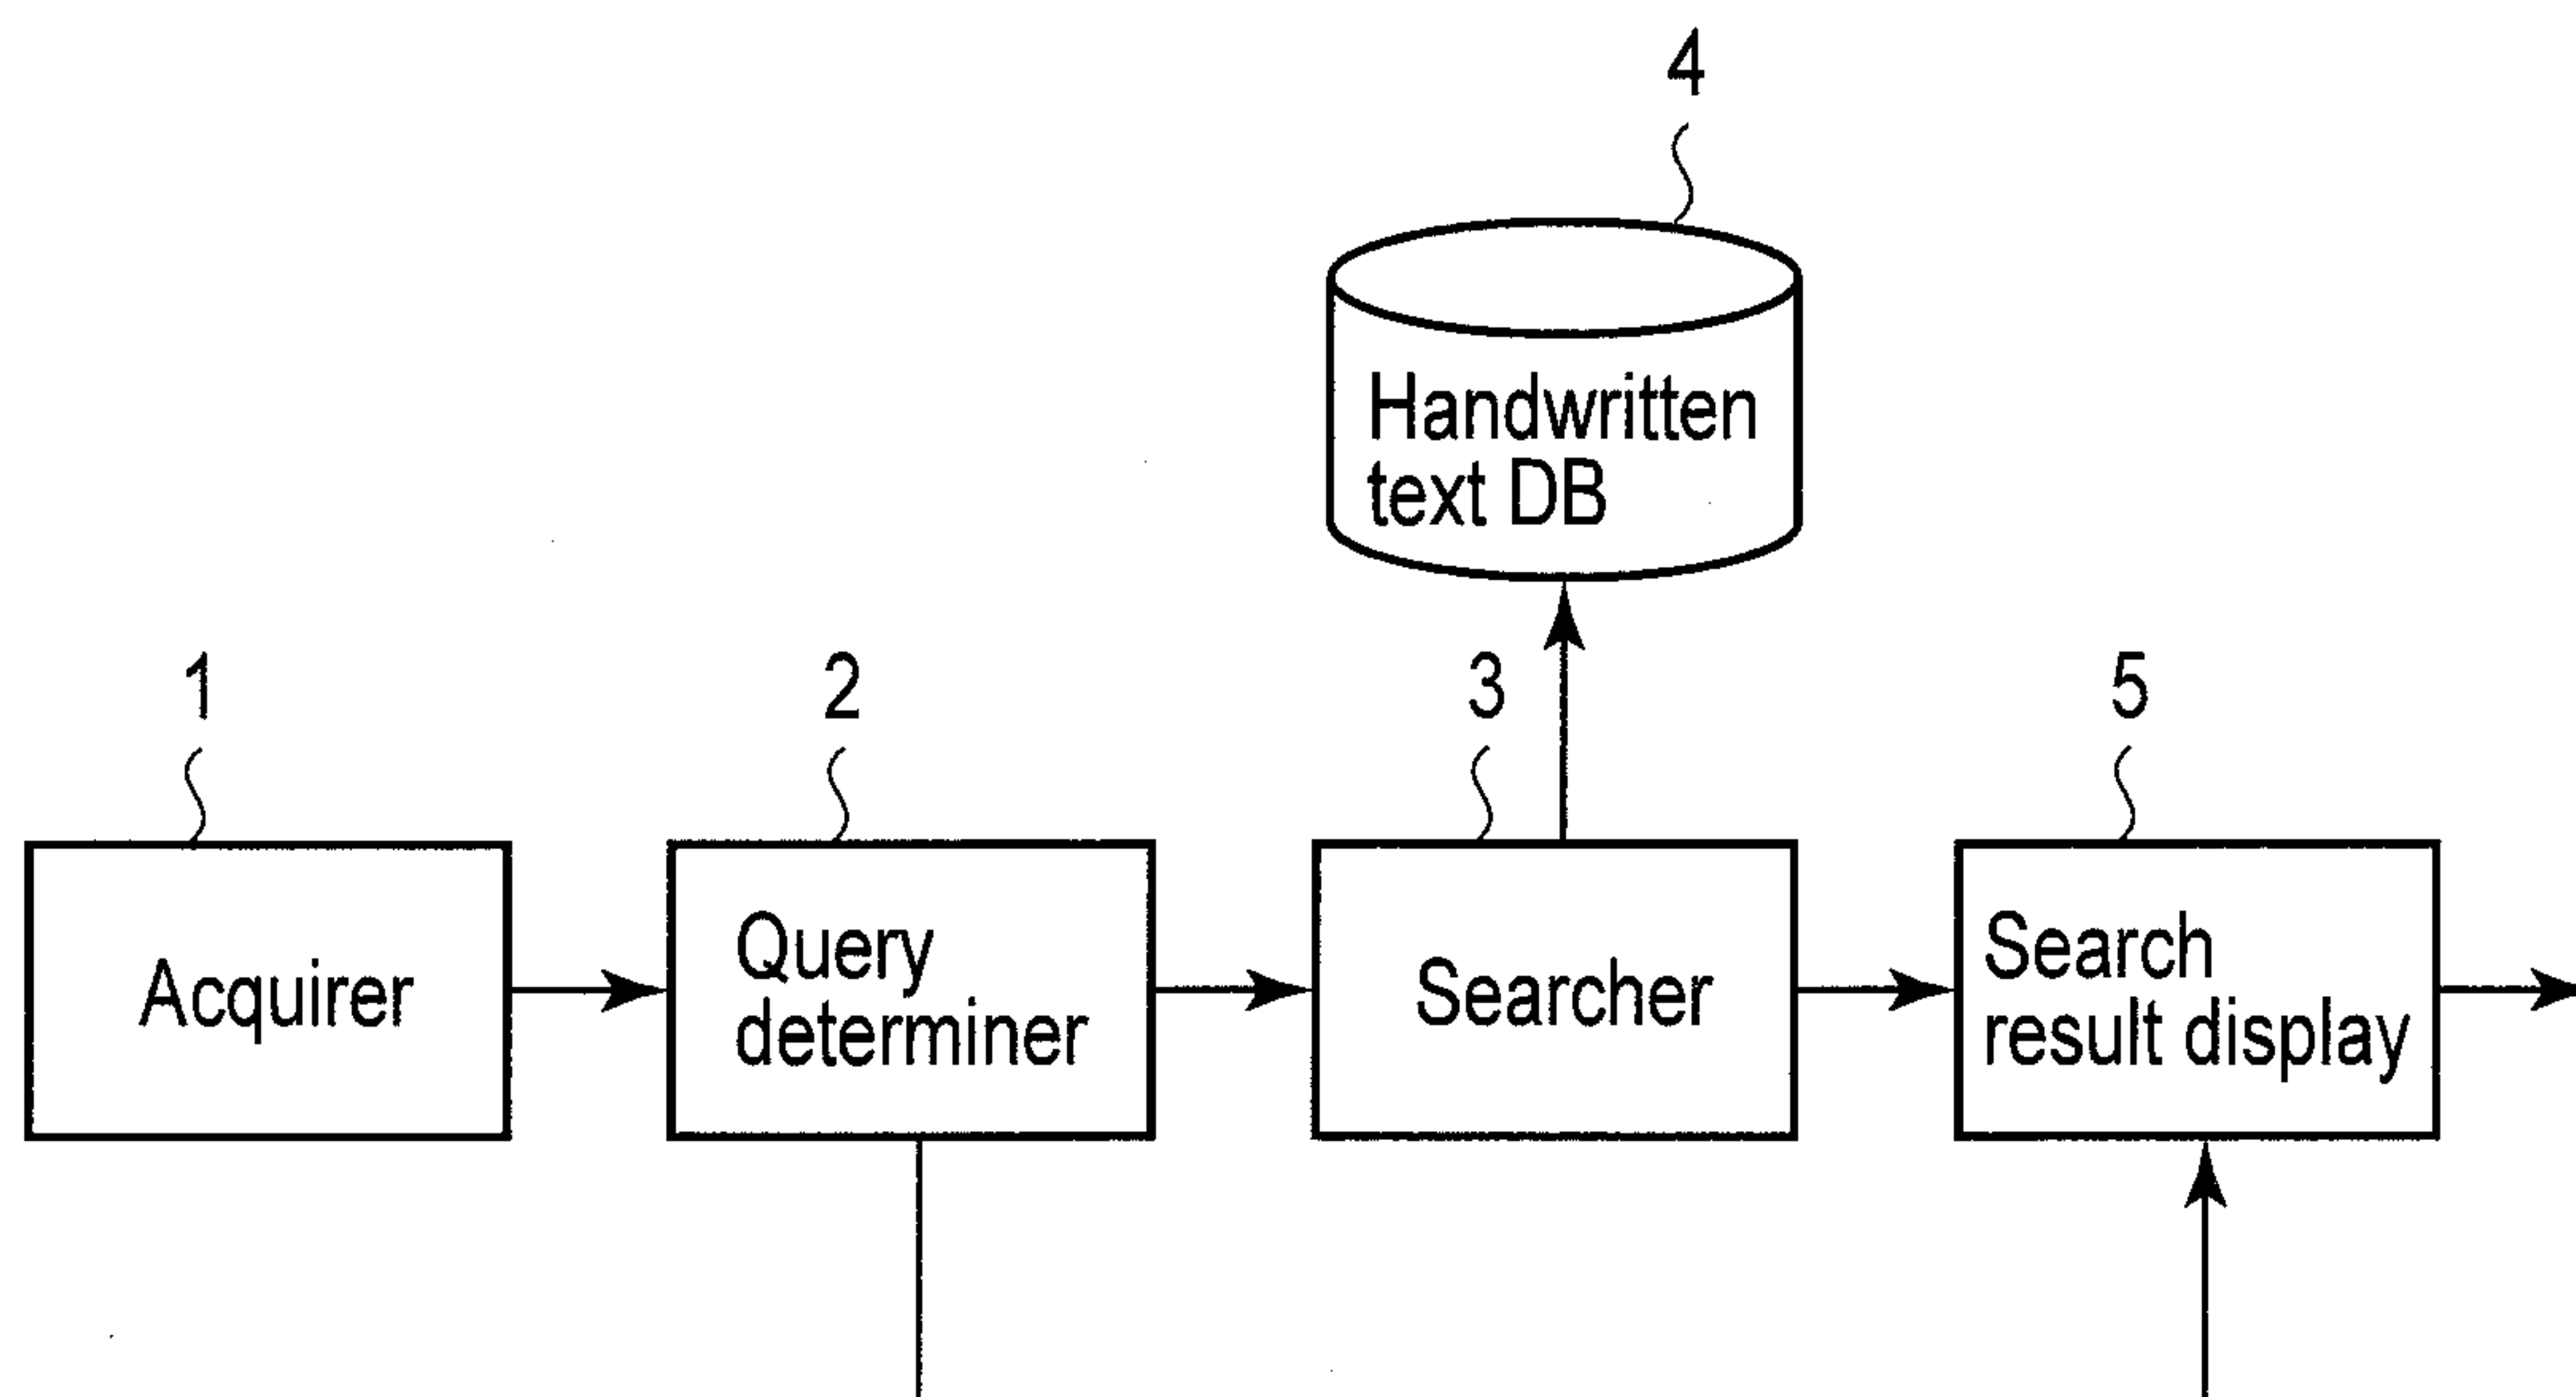 4
Handwritten
text DB
1
2
3
5
Acquirer
Query
determiner
Searcher
Search
result display